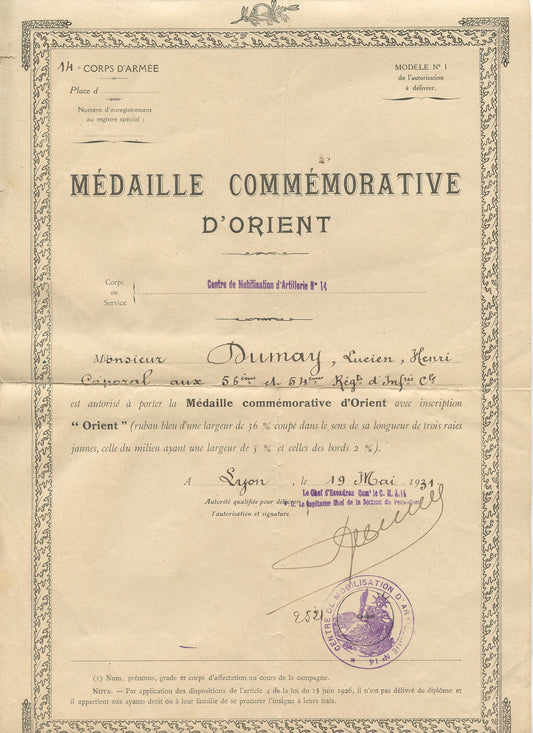 14e CORPS D'ARMÉE
Place d
Numéro d'enregistrement
au registre spécial :
MODÈLE N° 1
de l'autorisation
à délivrer.
MÉDAILLE COMMÉMORATIVE
D'ORIENT
Corps
ou
Service
Centre de Mobilisation d'Artillerie N° 14
Monsieur Dumay, Lucien, Henri
Caporal aux 56ème et 54ème Régts d'Infrie Cle
est autorisé à porter la Médaille commémorative d'Orient avec inscription
“ Orient ” (ruban bleu d'une largeur de 36 m/m coupé dans le sens de sa longueur de trois raies
jaunes, celle du milieu ayant une largeur de 5 m/m et celles des bords 2 m/m).
A Lyon, le 19 Mai 1931
Autorité qualifiée pour délivrer
l'autorisation et signature
Le Chef d'Escadron Comt le C. M. A. 14
Le Capitaine Chef de la Section du Personnel
2521
CENTRE DE MOBILISATION D'ARTILLERIE N° 14
(1) Nom, prénoms, grade et corps d'affectation au cours de la campagne.
NOTA. — Par application des dispositions de l'article 4 de la loi du 15 juin 1926, il n'est pas délivré de diplôme et
il appartient aux ayants droit ou à leur famille de se procurer l'insigne à leurs frais.